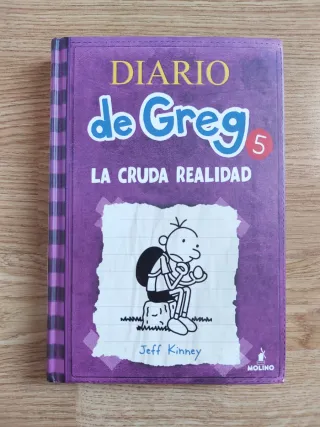 DIARIO
de Greg 5
LA CRUDA REALIDAD
Jeff Kinney
MOLINO